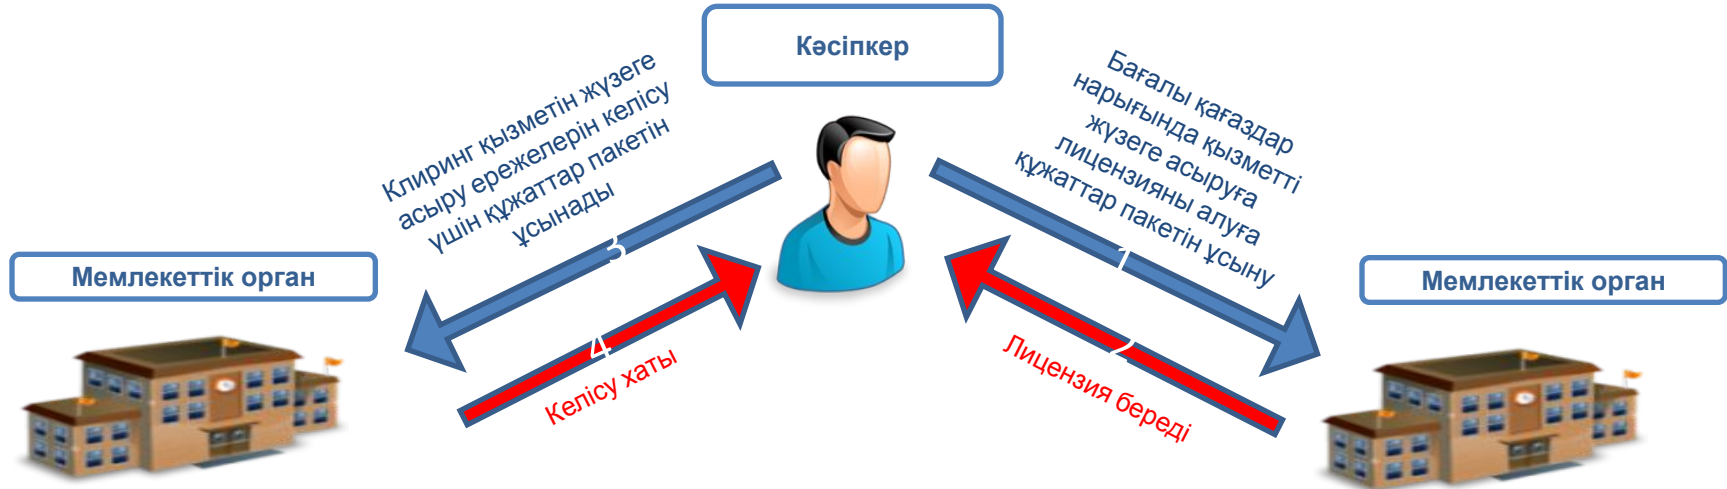 Кәсіпкер
Клиринг қызметін жүзеге
асыру ережелерін келісу
үшін құжаттар пакетін
ұсынады
Бағалы қағаздар
нарығында қызметті
жүзеге асыруға
лицензияны алуға
құжаттар пакетін ұсыну
3
1
Мемлекеттік орган
Мемлекеттік орган
4
2
Келісу хаты
Лицензия береді